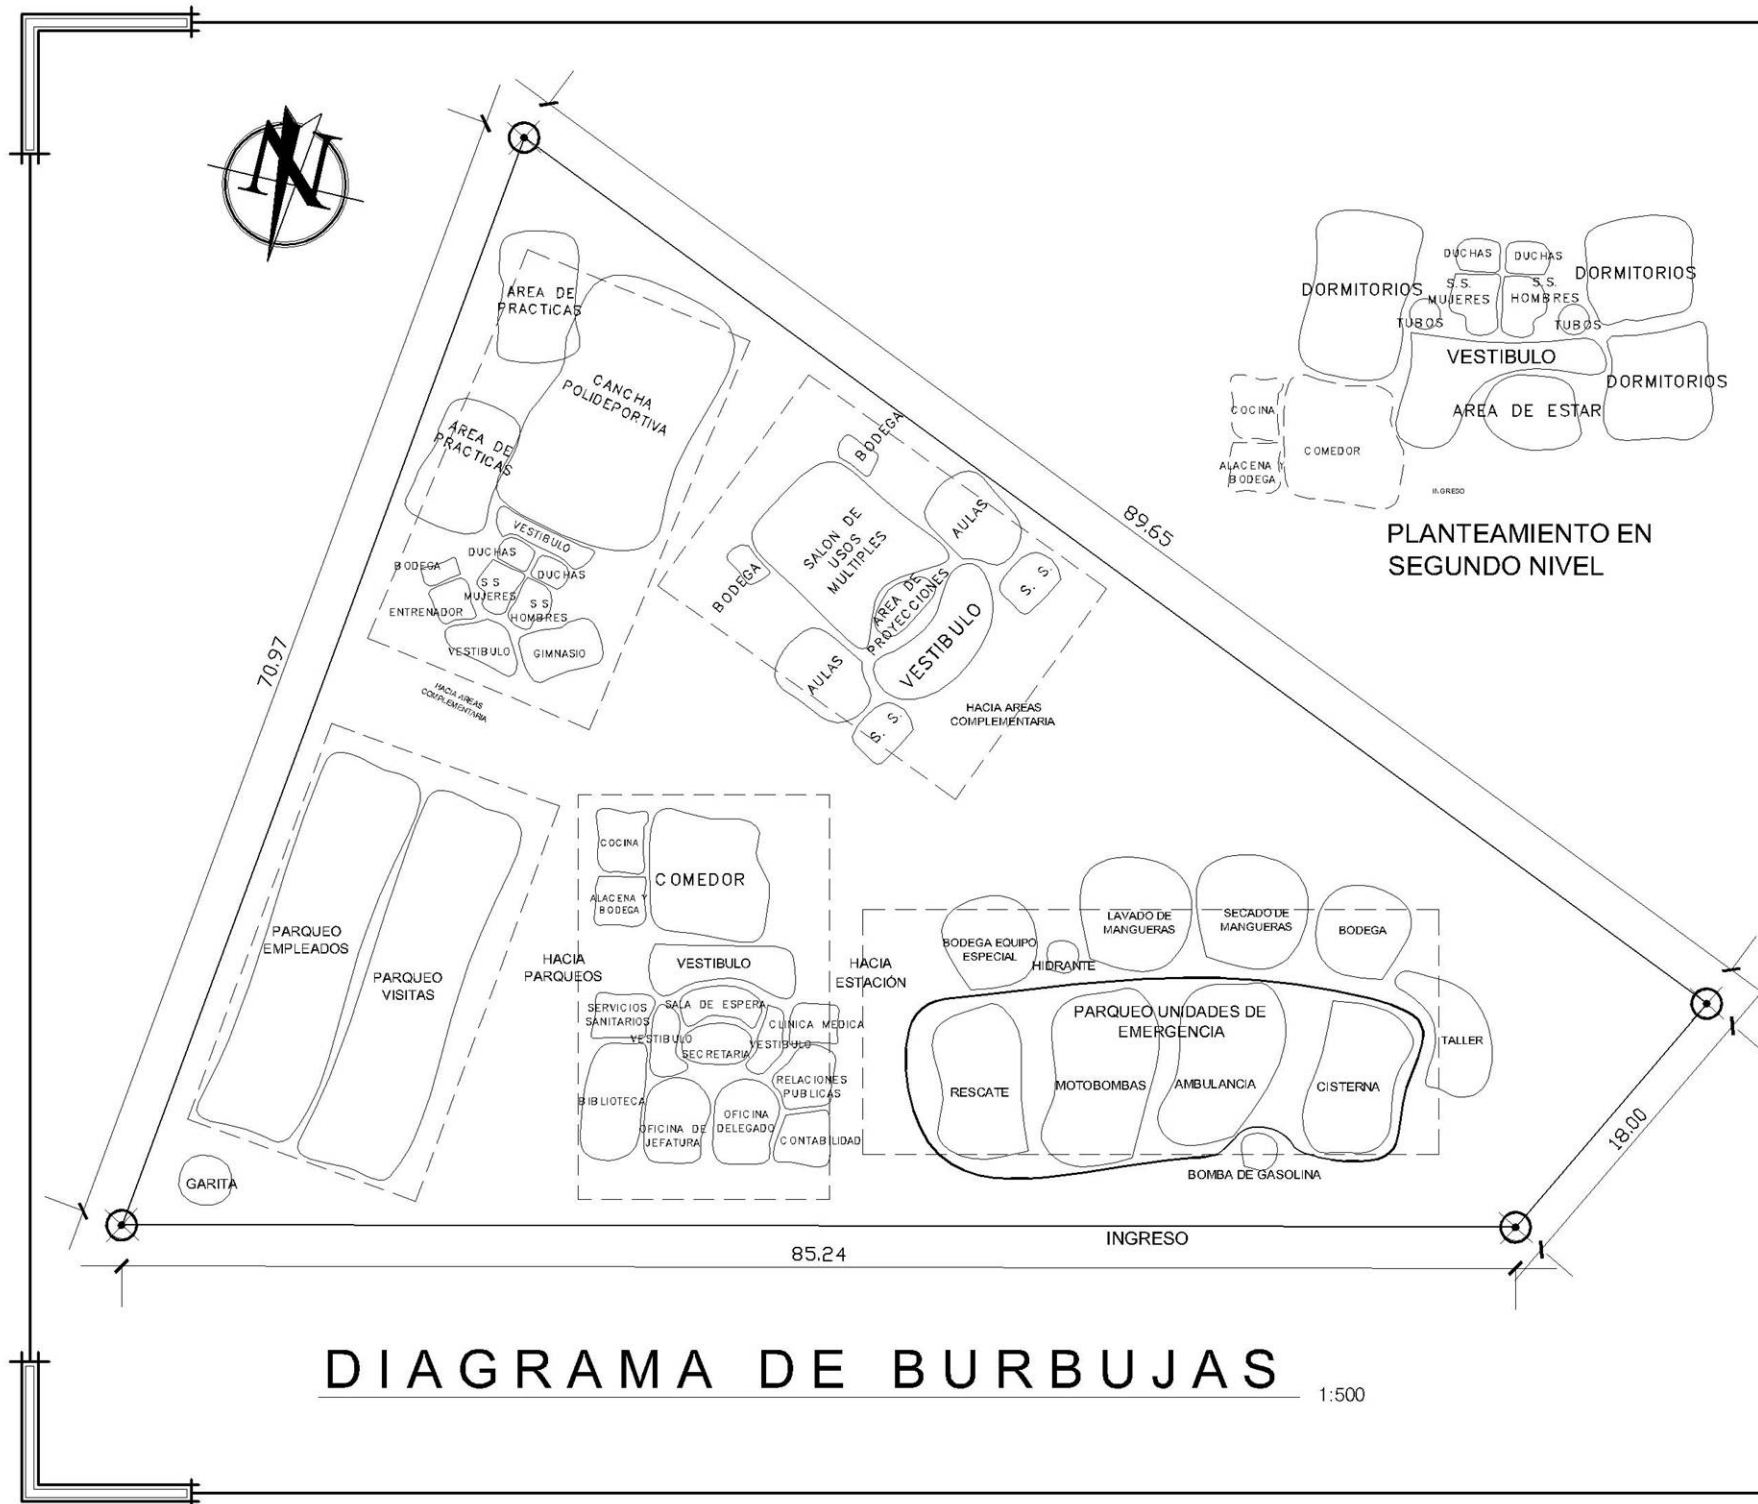 N
AREA DE
PRACTICAS
CANCHA
POLIDEPORTIVA
AREA DE
PRACTICAS
VESTIBULO
DUCHAS
DUCHAS
BODEGA
S S
MUJERES
ENTRENADOR
S S
HOMBRES
VESTIBULO
GIMNASIO
HACIA AREAS
COMPLEMENTARIA
70.97
BODEGA
SALON DE
USOS
MULTIPLES
AULAS
BODEGA
AREA DE
PROYECCIONES
S. S.
VESTIBULO
AULAS
S. S.
HACIA AREAS
COMPLEMENTARIA
89.65
DORMITORIOS
DUCHAS
DUCHAS
DORMITORIOS
S.S.
MUJERES
S.S.
HOMBRES
TUBOS
TUBOS
VESTIBULO
DORMITORIOS
AREA DE ESTAR
COCINA
COMEDOR
ALACENA Y
BODEGA
INGRESO
PLANTEAMIENTO EN
SEGUNDO NIVEL
PARQUEO
EMPLEADOS
PARQUEO
VISITAS
GARITA
HACIA
PARQUEOS
COCINA
COMEDOR
ALACENA Y
BODEGA
VESTIBULO
SERVICIOS
SANITARIOS
SALA DE ESPERA
CLINICA MEDICA
VESTIBULO
VESTIBULO
SECRETARIA
BIBLIOTECA
RELACIONES
PUBLICAS
OFICINA DE
JEFATURA
OFICINA
DELEGADO
CONTABILIDAD
HACIA
ESTACIÓN
BODEGA EQUIPO
ESPECIAL
HIDRANTE
LAVADO DE
MANGUERAS
SECADO DE
MANGUERAS
BODEGA
PARQUEO UNIDADES DE
EMERGENCIA
TALLER
RESCATE
MOTOBOMBAS
AMBULANCIA
CISTERNA
BOMBA DE GASOLINA
18.00
INGRESO
85.24
DIAGRAMA DE BURBUJAS
1:500